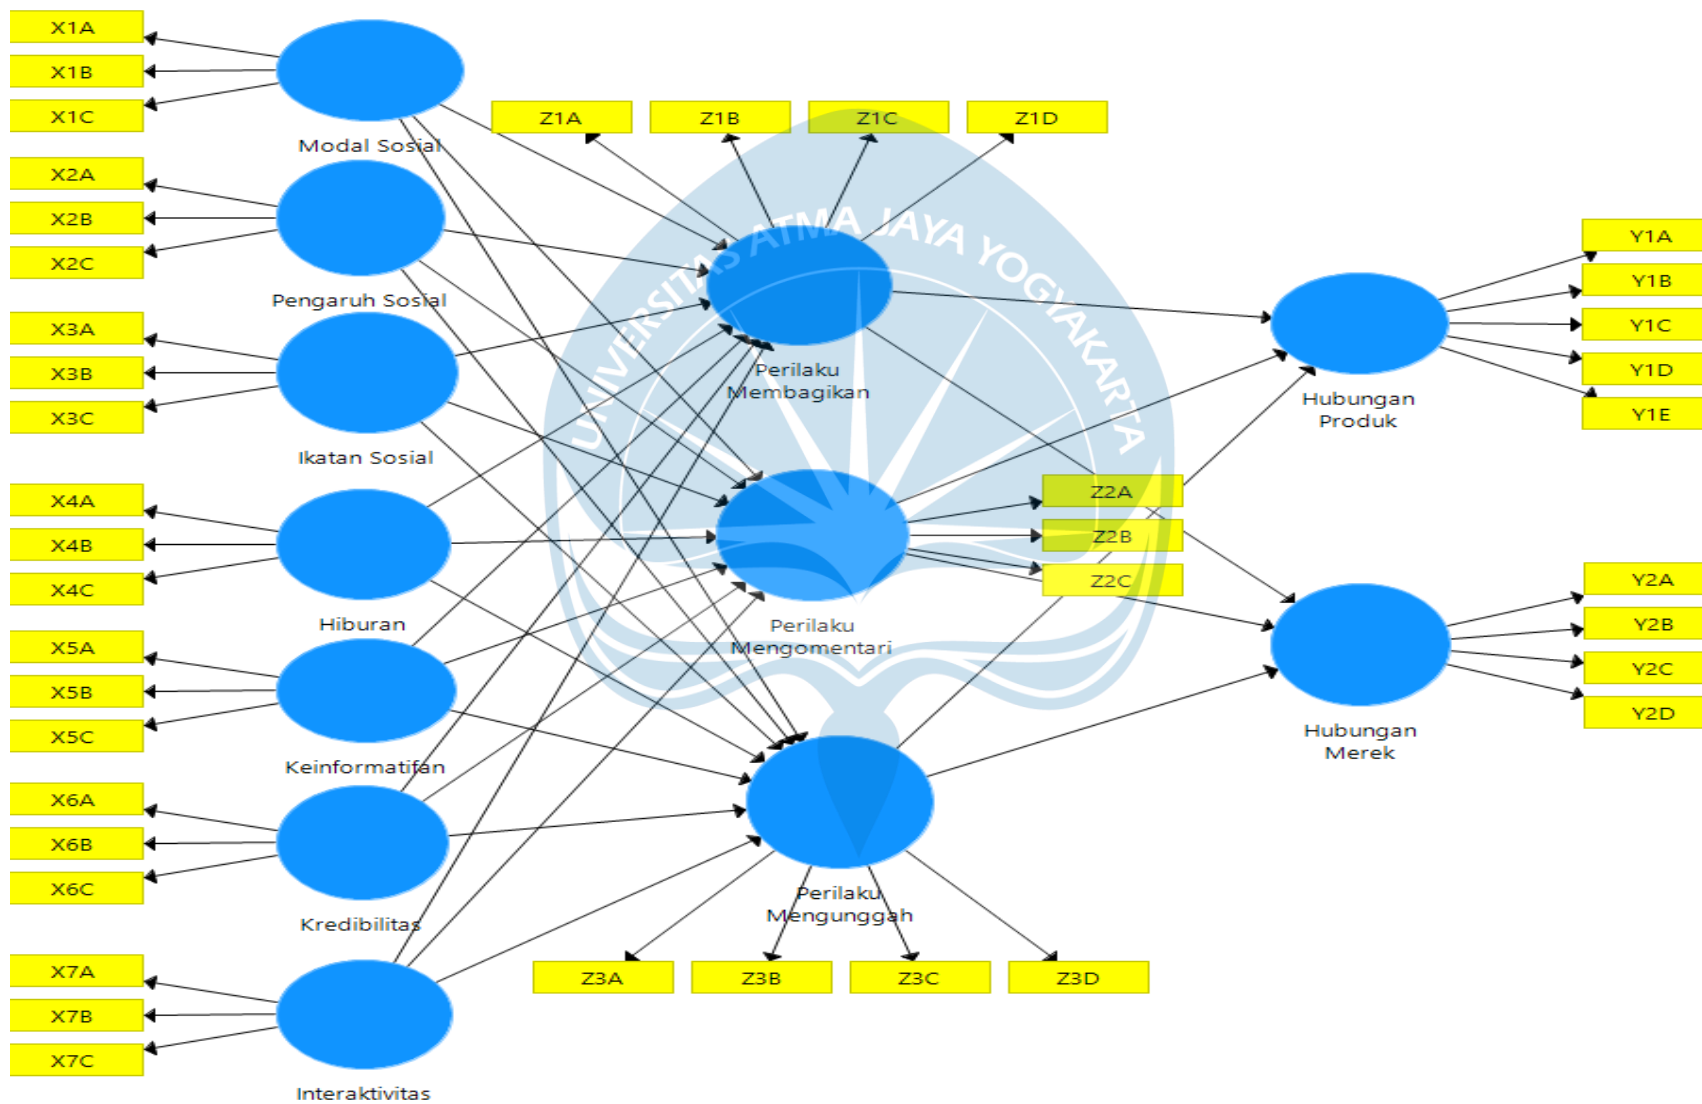 X1A
X1B
X1C
Modal Sosial
X2A
X2B
X2C
Pengaruh Sosial
X3A
X3B
X3C
Ikatan Sosial
X4A
X4B
X4C
Hiburan
X5A
X5B
X5C
Keinformatifan
X6A
X6B
X6C
Kredibilitas
X7A
X7B
X7C
Interaktivitas
Z1A
Z1B
Z1C
Z1D
UNIVERSITAS ATMA JAYA YOGYAKARTA
Perilaku
Membagikan
Z2A
Z2B
Z2C
Perilaku
Mengomentari
Perilaku
Mengunggah
Z3A
Z3B
Z3C
Z3D
Y1A
Y1B
Y1C
Y1D
Y1E
Hubungan
Produk
Y2A
Y2B
Y2C
Y2D
Hubungan
Merek